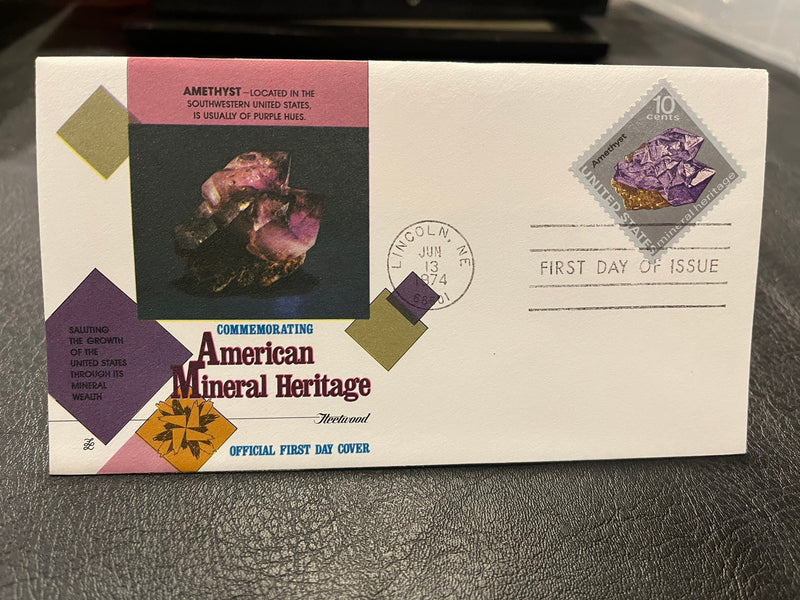 AMETHYST – LOCATED IN THE
SOUTHWESTERN UNITED STATES,
IS USUALLY OF PURPLE HUES.
10
cents
Amethyst
UNITED STATES
mineral heritage
LINCOLN, NE
JUN
13
1974
FIRST DAY OF ISSUE
SALUTING
THE GROWTH
OF THE
UNITED STATES
THROUGH ITS
MINERAL
WEALTH
COMMEMORATING
American
Mineral Heritage
Fleetwood
OFFICIAL FIRST DAY COVER